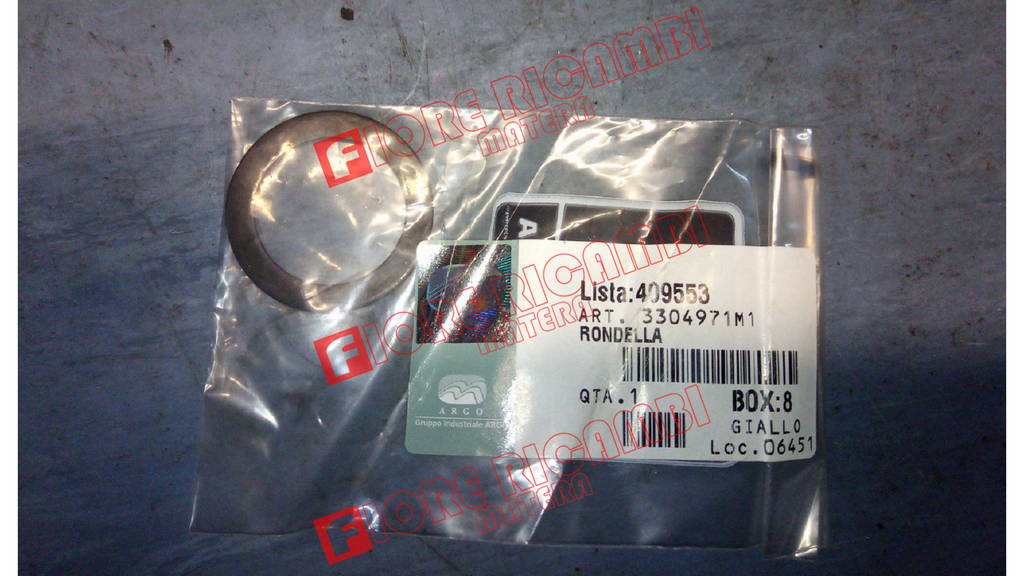 FIORE RICAMBI
MATERA
A
FIORE RICAMBI
MATERA
Lista:409553
ART. 3304971M1
RONDELLA
QTA.1
BOX:8
GIALLO
Loc.06451
ARGO
Gruppo Industriale ARGO
FIORE RICAMBI
MATERA